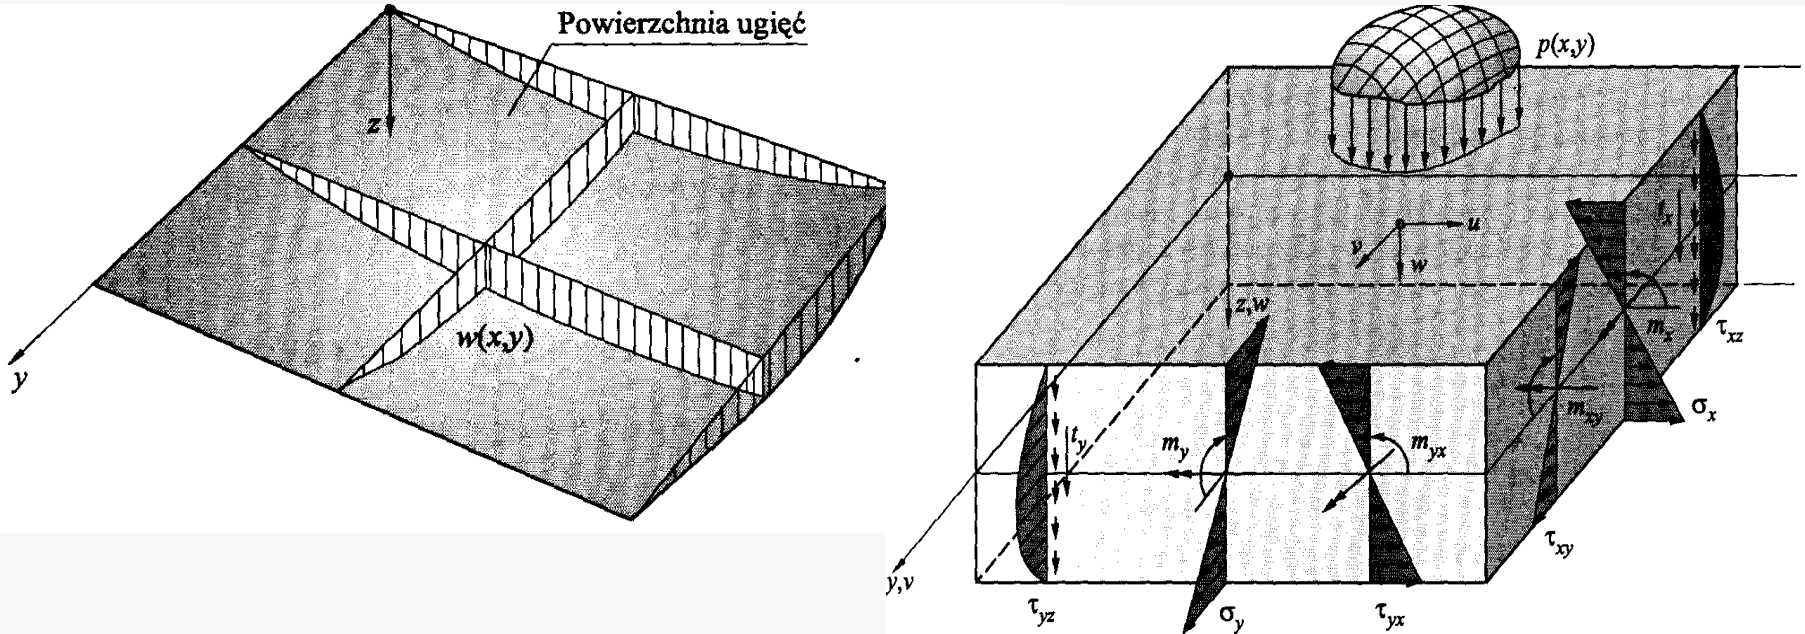 Powierzchnia ugięć
z
w(x,y)
y
p(x,y)
u
v
w
z,w
t_x
m_x
τ_xz
σ_x
m_xy
τ_xy
t_y
m_y
m_yx
y,v
τ_yz
σ_y
τ_yx